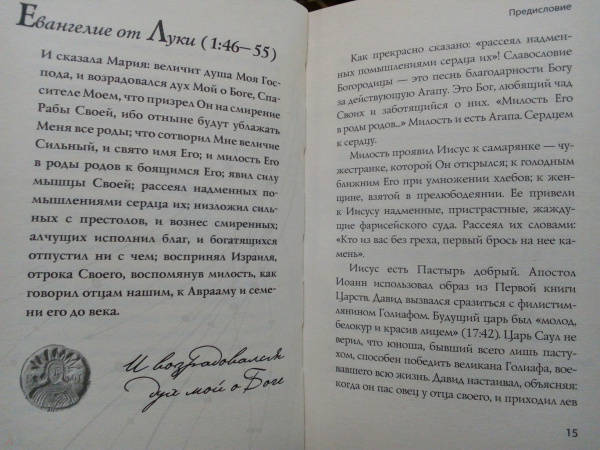 Евангелие от Луки (1:46–55)
И сказала Мария: величит душа Моя Гос-
пода, и возрадовался дух Мой о Боге, Спа-
сителе Моем, что призрел Он на смирение
Рабы Своей, ибо отныне будут ублажать
Меня все роды; что сотворил Мне величие
Сильный, и свято имя Его; и милость Его
в роды родов к боящимся Его; явил силу
мышцы Своей; рассеял надменных по-
мышлениями сердца их; низложил силь-
ных с престолов, и вознес смиренных;
алчущих исполнил благ, и богатящихся
отпустил ни с чем; воспринял Израиля,
отрока Своего, воспомянув милость, как
говорил отцам нашим, к Аврааму и семе-
ни его до века.
И возрадовался
дух мой о Боге
Предисловие
Как прекрасно сказано: «рассеял надмен-
ных помышлениями сердца их»! Славословие
Богородицы — это песнь благодарности Богу
за действующую Агапу. Это Бог, любящий чад
Своих и заботящийся о них. «Милость Его
в роды родов...» Милость и есть Агапа. Сердцем
к сердцу.
Милость проявил Иисус к самарянке — чу-
жестранке, которой Он открылся; к голодным
ближним Его при умножении хлебов; к жен-
щине, взятой в прелюбодеянии. Ее привели
к Иисусу надменные, пристрастные, жажду-
щие фарисейского суда. Рассеял их словами:
«Кто из вас без греха, первый брось на нее ка-
мень».
Иисус есть Пастырь добрый. Апостол
Иоанн использовал образ из Первой книги
Царств. Давид вызвался сразиться с филистим-
лянином Голиафом. Будущий царь был «молод,
белокур и красив лицем» (17:42). Царь Саул не
верил, что юноша, бывший всего лишь пасту-
хом, способен победить великана Голиафа, вое-
вавшего всю жизнь. Давид настаивал, объясняя:
когда он пас овец у отца своего, и приходил лев
15